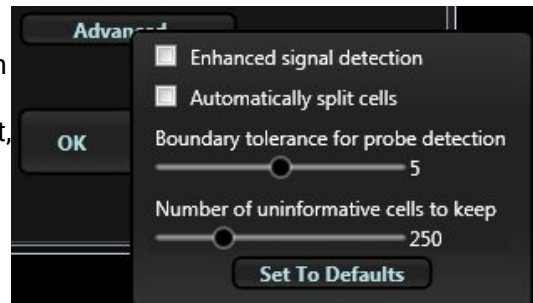 Advan
Enhanced signal detection
Automatically split cells
OK
Boundary tolerance for probe detection
5
Number of uninformative cells to keep
250
Set To Defaults